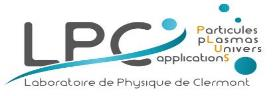 LPC
Particules
pLasmas
Univers
applicationS
Laboratoire de Physique de Clermont